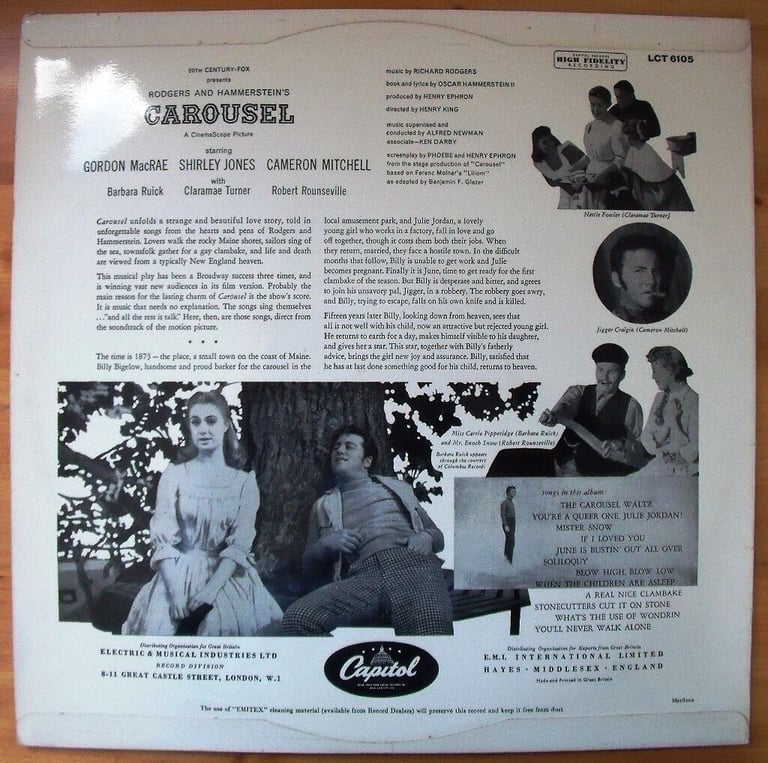 20TH CENTURY-FOX
presents
RODGERS AND HAMMERSTEIN'S
CAROUSEL
A CinemaScope Picture
starring
GORDON MacRAE SHIRLEY JONES CAMERON MITCHELL
with
Barbara Ruick Claramae Turner Robert Rounseville
music by RICHARD RODGERS
book and lyrics by OSCAR HAMMERSTEIN II
produced by HENRY EPHRON
directed by HENRY KING
music supervised and
conducted by ALFRED NEWMAN
associate—KEN DARBY
screenplay by PHOEBE and HENRY EPHRON
from the stage production of "Carousel"
based on Ferenc Molnar's "Liliom"
as adapted by Benjamin F. Glazer
CAPITOL RECORDS
HIGH FIDELITY
RECORDING
LCT 6105
Nettie Fowler (Claramae Turner)
Jigger Craigin (Cameron Mitchell)
Carousel unfolds a strange and beautiful love story, told in
unforgettable songs from the hearts and pens of Rodgers and
Hammerstein. Lovers walk the rocky Maine shores, sailors sing of
the sea, townsfolk gather for a gay clambake, and life and death
are viewed from a typically New England heaven.
This musical play has been a Broadway success three times, and
is winning vast new audiences in its film version. Probably the
main reason for the lasting charm of Carousel is the show's score.
It is music that needs no explanation. The songs sing themselves
..."and all the rest is talk." Here, then, are those songs, direct from
the soundtrack of the motion picture.
* * *
The time is 1873 — the place, a small town on the coast of Maine.
Billy Bigelow, handsome and proud barker for the carousel in the
local amusement park, and Julie Jordan, a lovely
young girl who works in a factory, fall in love and go
off together, though it costs them both their jobs. When
they return, married, they face a hostile town. In the difficult
months that follow, Billy is unable to get work and Julie
becomes pregnant. Finally it is June, time to get ready for the first
clambake of the season. But Billy is desperate and bitter, and agrees
to join his unsavory pal, Jigger, in a robbery. The robbery goes awry,
and Billy, trying to escape, falls on his own knife and is killed.
Fifteen years later Billy, looking down from heaven, sees that
all is not well with his child, now an attractive but rejected young girl.
He returns to earth for a day, makes himself visible to his daughter,
and gives her a star. This star, together with Billy's fatherly
advice, brings the girl new joy and assurance. Billy, satisfied that
he has at last done something good for his child, returns to heaven.
Miss Carrie Pipperidge (Barbara Ruick)
and Mr. Enoch Snow (Robert Rounseville)
Barbara Ruick appears
through the courtesy
of Columbia Records
songs in this album:
THE CAROUSEL WALTZ
YOU'RE A QUEER ONE, JULIE JORDAN!
MISTER SNOW
IF I LOVED YOU
JUNE IS BUSTIN' OUT ALL OVER
SOLILOQUY
BLOW HIGH, BLOW LOW
WHEN THE CHILDREN ARE ASLEEP
A REAL NICE CLAMBAKE
STONECUTTERS CUT IT ON STONE
WHAT'S THE USE OF WONDRIN
YOU'LL NEVER WALK ALONE
Distributing Organisation for Great Britain
ELECTRIC & MUSICAL INDUSTRIES LTD
RECORD DIVISION
8-11 GREAT CASTLE STREET, LONDON, W.1
Capitol
Distributing Organisation for Exports from Great Britain
E.M.I. INTERNATIONAL LIMITED
HAYES · MIDDLESEX · ENGLAND
Made and Printed in Great Britain
The use of "EMITEX" cleaning material (available from Record Dealers) will preserve this record and keep it free from dust